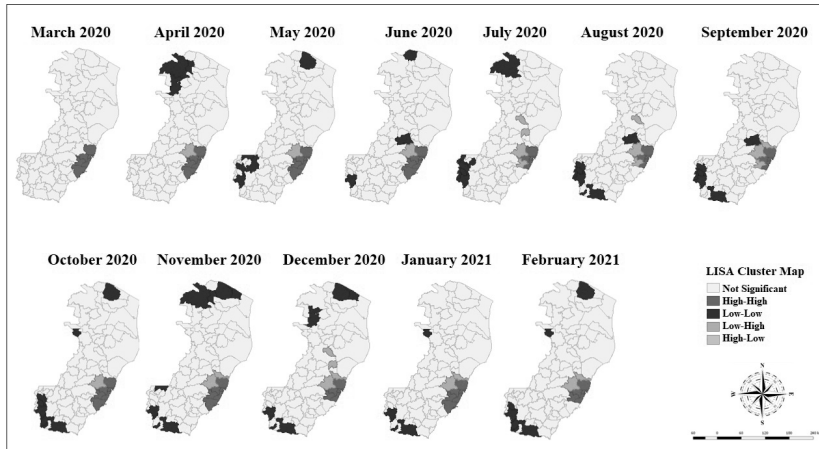 March 2020 April 2020 May 2020 June 2020 July 2020 August 2020 September 2020
October 2020 November 2020 December 2020 January 2021 February 2021
LISA Cluster Map
Not Significant
High-High
Low-Low
Low-High
High-Low
N
W E
S